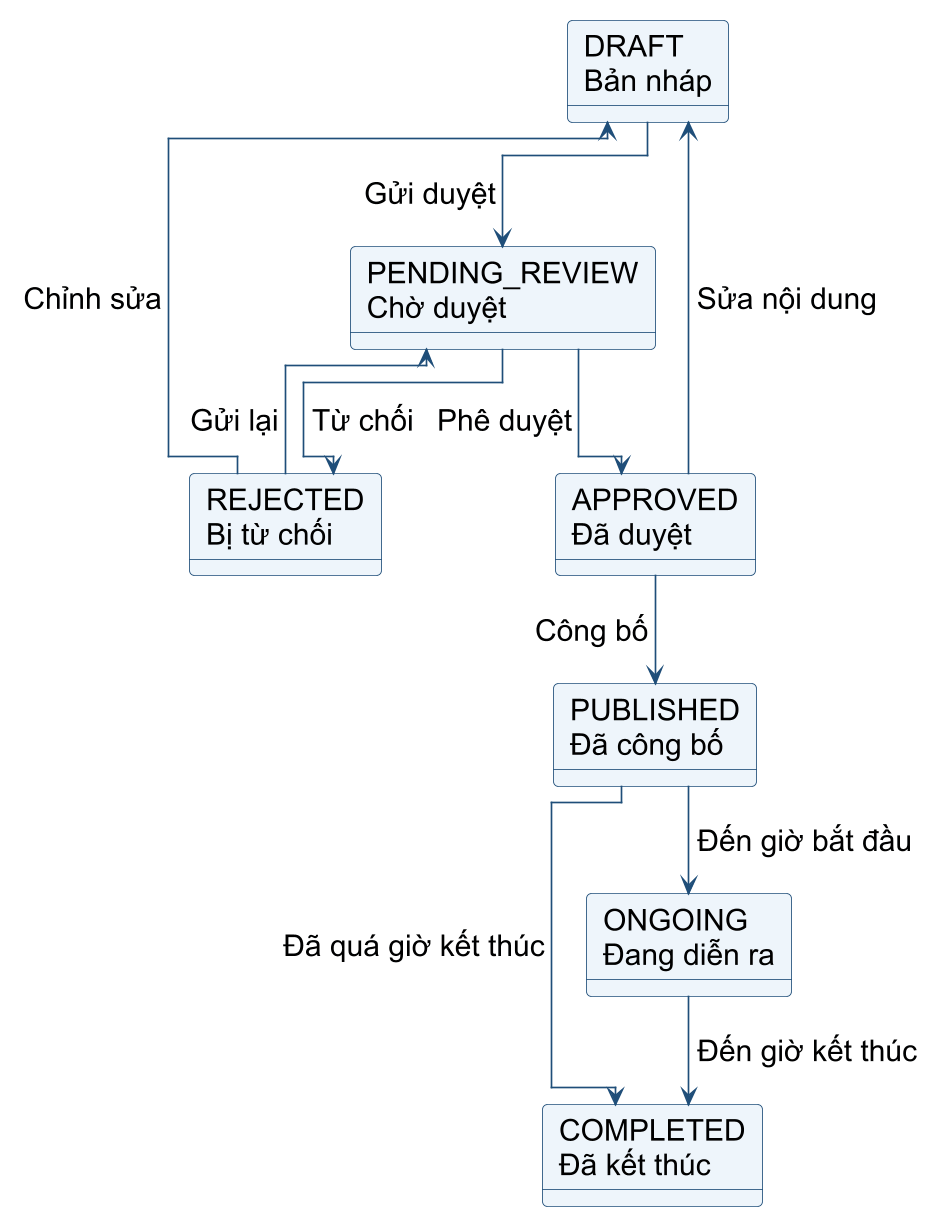 DRAFT
Bản nháp
Gửi duyệt
PENDING_REVIEW
Chờ duyệt
Chỉnh sửa
Sửa nội dung
Gửi lại
Từ chối
Phê duyệt
REJECTED
Bị từ chối
APPROVED
Đã duyệt
Công bố
PUBLISHED
Đã công bố
Đến giờ bắt đầu
ONGOING
Đang diễn ra
Đã quá giờ kết thúc
Đến giờ kết thúc
COMPLETED
Đã kết thúc